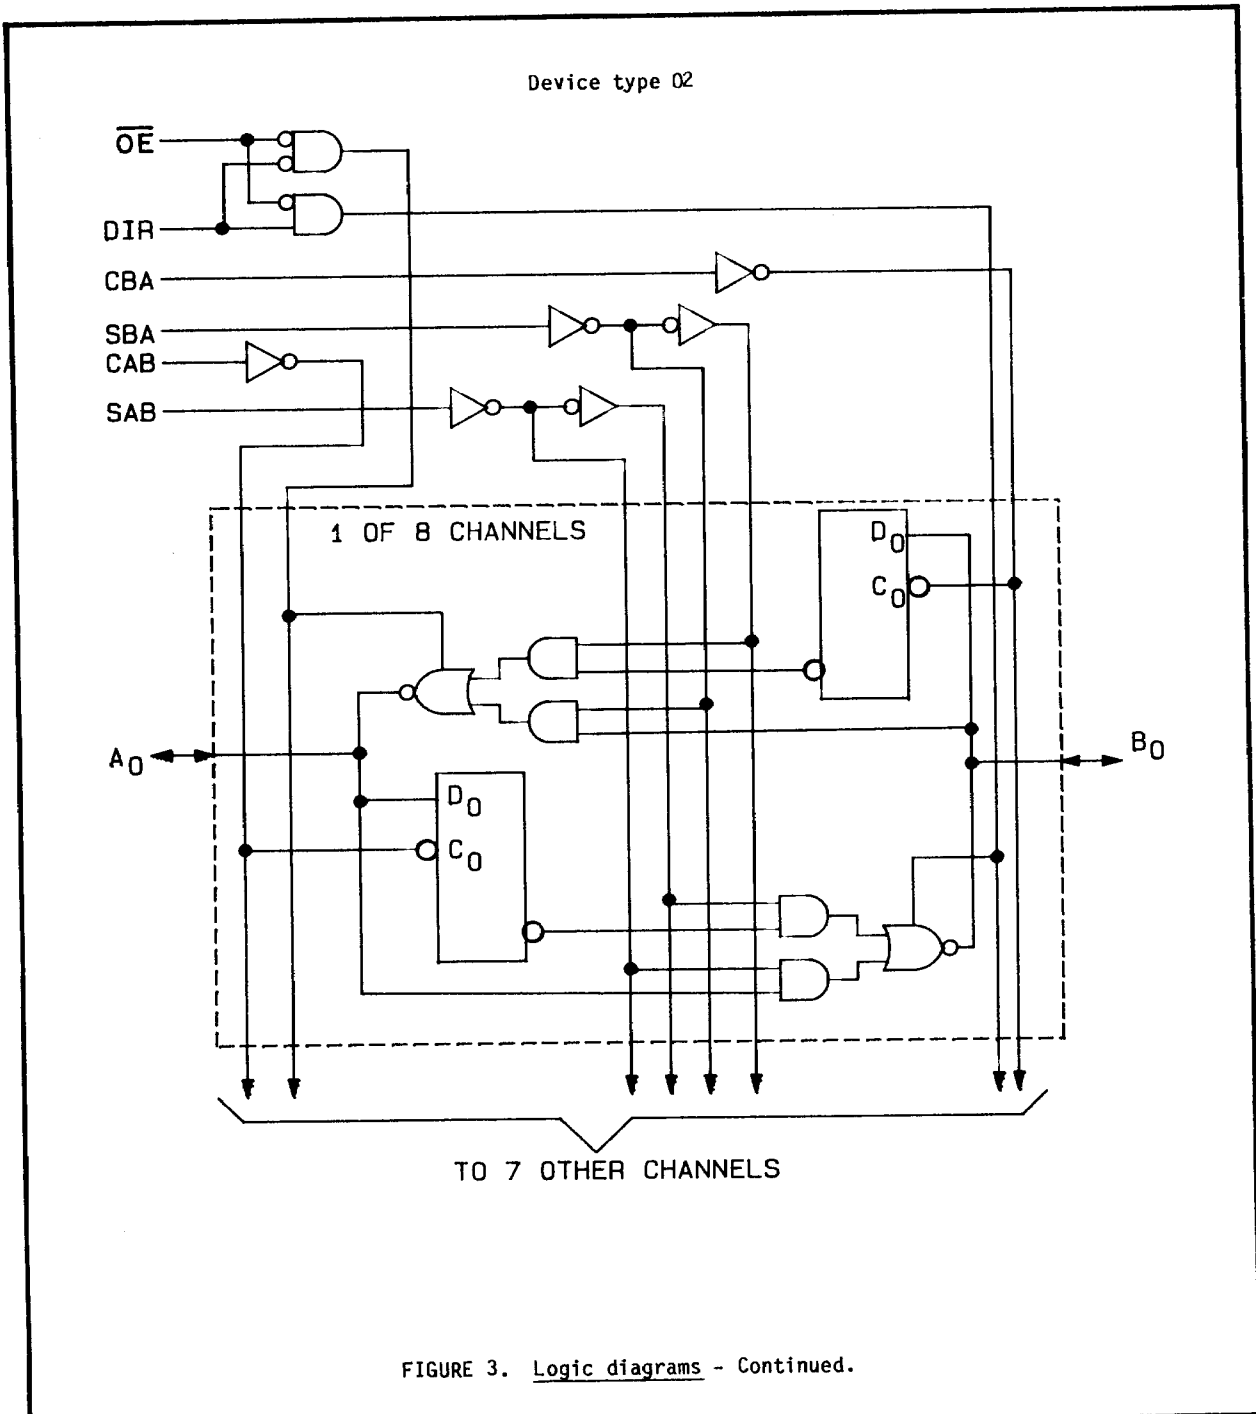 Device type 02
OE
DIR
CBA
SBA
CAB
SAB
1 OF 8 CHANNELS
D0
C0
A0
B0
D0
C0
TO 7 OTHER CHANNELS
FIGURE 3. Logic diagrams - Continued.